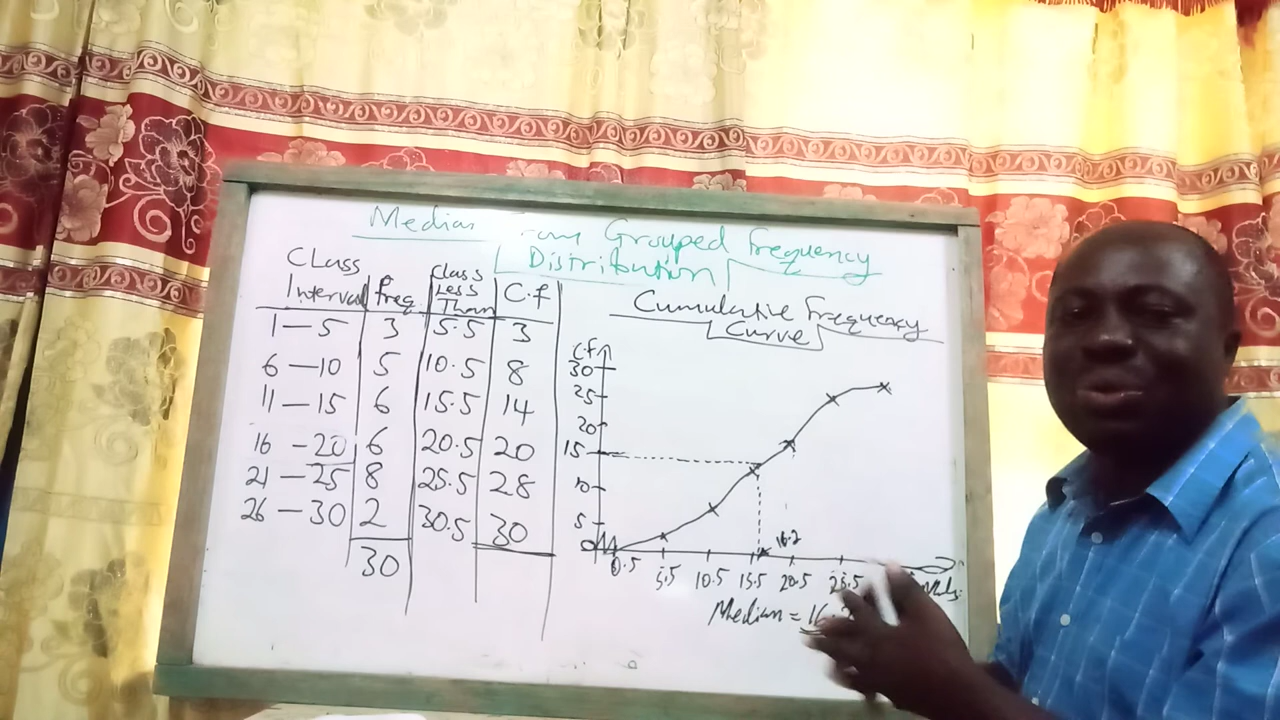 Median From Grouped Frequency
Distribution
Class
Interval
freq
Class
Less
Than
C.f
1 – 5 3 5.5 3
6 – 10 5 10.5 8
11 – 15 6 15.5 14
16 – 20 6 20.5 20
21 – 25 8 25.5 28
26 – 30 2 30.5 30
30
Cumulative Frequency
Curve
C.f
30
25
20
15
10
5
0
16.2
0.5 5.5 10.5 15.5 20.5 25.5
Median = 16.2